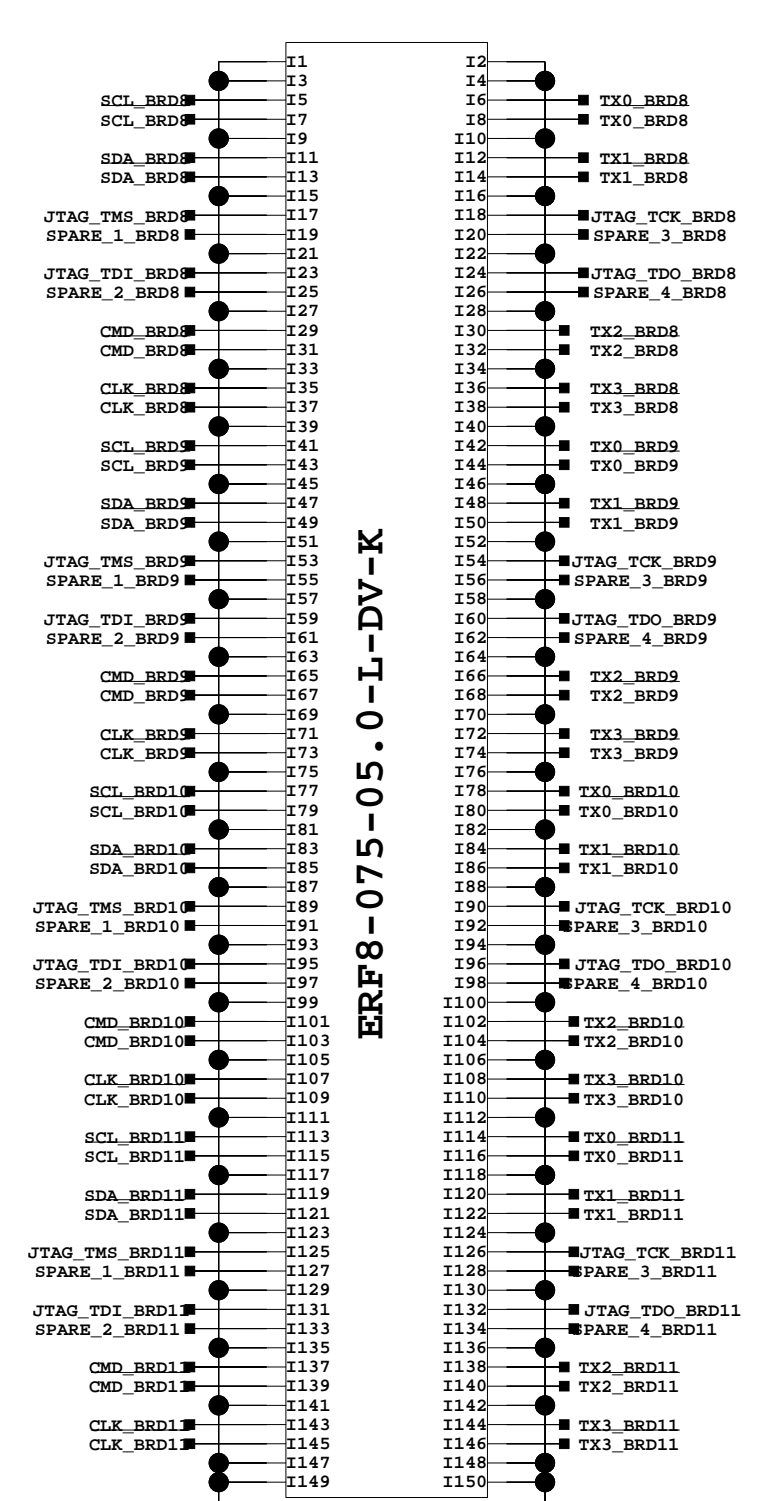 I1 I2
I3 I4
SCL_BRD8 I5 I6 TX0_BRD8
SCL_BRD8 I7 I8 TX0_BRD8
I9 I10
SDA_BRD8 I11 I12 TX1_BRD8
SDA_BRD8 I13 I14 TX1_BRD8
I15 I16
JTAG_TMS_BRD8 I17 I18 JTAG_TCK_BRD8
SPARE_1_BRD8 I19 I20 SPARE_3_BRD8
I21 I22
JTAG_TDI_BRD8 I23 I24 JTAG_TDO_BRD8
SPARE_2_BRD8 I25 I26 SPARE_4_BRD8
I27 I28
CMD_BRD8 I29 I30 TX2_BRD8
CMD_BRD8 I31 I32 TX2_BRD8
I33 I34
CLK_BRD8 I35 I36 TX3_BRD8
CLK_BRD8 I37 I38 TX3_BRD8
I39 I40
SCL_BRD9 I41 I42 TX0_BRD9
SCL_BRD9 I43 I44 TX0_BRD9
I45 I46
SDA_BRD9 I47 I48 TX1_BRD9
SDA_BRD9 I49 I50 TX1_BRD9
I51 I52
JTAG_TMS_BRD9 I53 I54 JTAG_TCK_BRD9
SPARE_1_BRD9 I55 I56 SPARE_3_BRD9
I57 I58
JTAG_TDI_BRD9 I59 I60 JTAG_TDO_BRD9
SPARE_2_BRD9 I61 I62 SPARE_4_BRD9
I63 I64
CMD_BRD9 I65 I66 TX2_BRD9
CMD_BRD9 I67 I68 TX2_BRD9
I69 I70
CLK_BRD9 I71 I72 TX3_BRD9
CLK_BRD9 I73 I74 TX3_BRD9
I75 I76
SCL_BRD10 I77 I78 TX0_BRD10
SCL_BRD10 I79 I80 TX0_BRD10
I81 I82
SDA_BRD10 I83 I84 TX1_BRD10
SDA_BRD10 I85 I86 TX1_BRD10
I87 I88
JTAG_TMS_BRD10 I89 I90 JTAG_TCK_BRD10
SPARE_1_BRD10 I91 I92 SPARE_3_BRD10
I93 I94
JTAG_TDI_BRD10 I95 I96 JTAG_TDO_BRD10
SPARE_2_BRD10 I97 I98 SPARE_4_BRD10
I99 I100
CMD_BRD10 I101 I102 TX2_BRD10
CMD_BRD10 I103 I104 TX2_BRD10
I105 I106
CLK_BRD10 I107 I108 TX3_BRD10
CLK_BRD10 I109 I110 TX3_BRD10
I111 I112
SCL_BRD11 I113 I114 TX0_BRD11
SCL_BRD11 I115 I116 TX0_BRD11
I117 I118
SDA_BRD11 I119 I120 TX1_BRD11
SDA_BRD11 I121 I122 TX1_BRD11
I123 I124
JTAG_TMS_BRD11 I125 I126 JTAG_TCK_BRD11
SPARE_1_BRD11 I127 I128 SPARE_3_BRD11
I129 I130
JTAG_TDI_BRD11 I131 I132 JTAG_TDO_BRD11
SPARE_2_BRD11 I133 I134 SPARE_4_BRD11
I135 I136
CMD_BRD11 I137 I138 TX2_BRD11
CMD_BRD11 I139 I140 TX2_BRD11
I141 I142
CLK_BRD11 I143 I144 TX3_BRD11
CLK_BRD11 I145 I146 TX3_BRD11
I147 I148
I149 I150
ERF8-075-05.0-L-DV-K